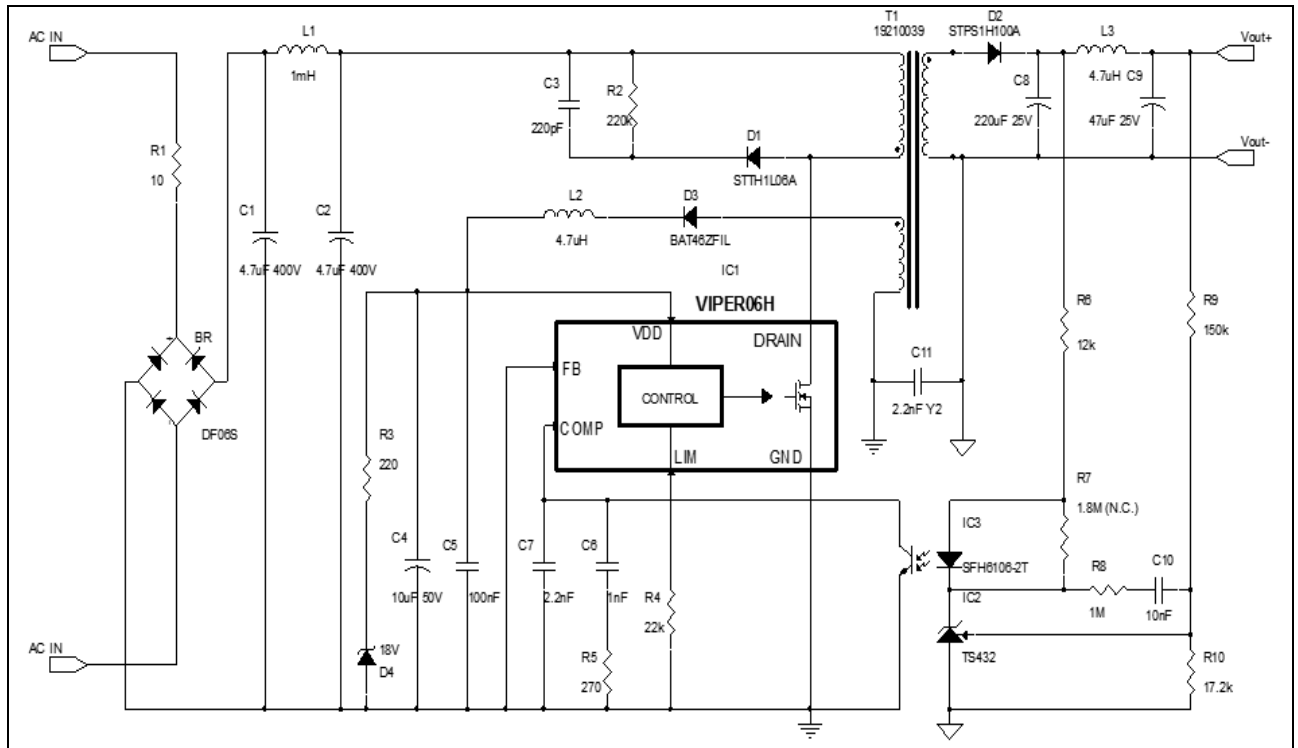 AC IN
R1
10
L1
1mH
C1
4.7uF 400V
C2
4.7uF 400V
BR
DF06S
AC IN
C3
220pF
R2
220k
D1
STTH1L06A
T1
19210039
D2
STPS1H100A
C8
220uF 25V
L3
4.7uH
C9
47uF 25V
Vout+
Vout-
L2
4.7uH
D3
BAT46ZFIL
IC1
VIPER06H
VDD
DRAIN
FB
CONTROL
COMP
LIM
GND
C11
2.2nF Y2
R6
12k
R9
150k
R3
220
18V
D4
C4
10uF 50V
C5
100nF
C7
2.2nF
C6
1nF
R5
270
R4
22k
R7
1.8M (N.C.)
IC3
SFH6106-2T
IC2
TS432
R8
1M
C10
10nF
R10
17.2k